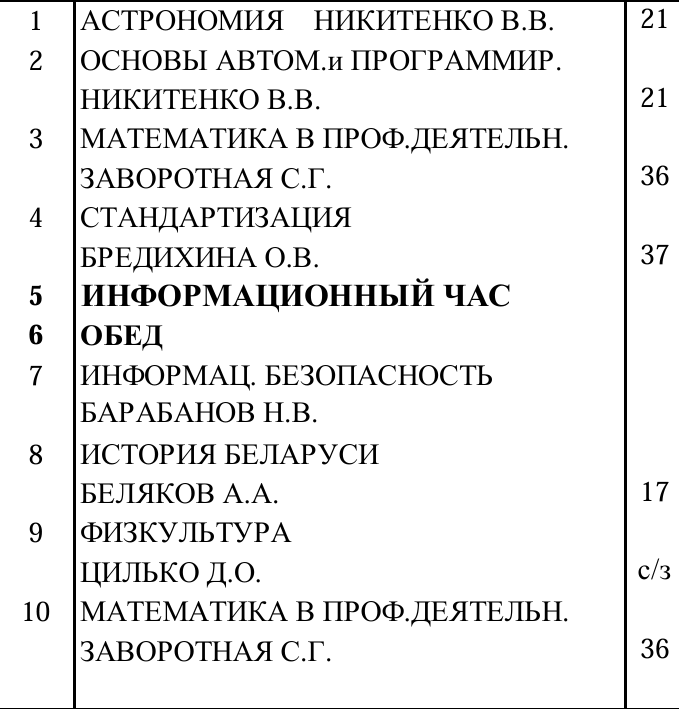 1 АСТРОНОМИЯ НИКИТЕНКО В.В. 21
2 ОСНОВЫ АВТОМ.и ПРОГРАММИР.
НИКИТЕНКО В.В. 21
3 МАТЕМАТИКА В ПРОФ.ДЕЯТЕЛЬН.
ЗАВОРОТНАЯ С.Г. 36
4 СТАНДАРТИЗАЦИЯ
БРЕДИХИНА О.В. 37
5 ИНФОРМАЦИОННЫЙ ЧАС
6 ОБЕД
7 ИНФОРМАЦ. БЕЗОПАСНОСТЬ
БАРАБАНОВ Н.В.
8 ИСТОРИЯ БЕЛАРУСИ
БЕЛЯКОВ А.А. 17
9 ФИЗКУЛЬТУРА
ЦИЛЬКО Д.О. с/з
10 МАТЕМАТИКА В ПРОФ.ДЕЯТЕЛЬН.
ЗАВОРОТНАЯ С.Г. 36